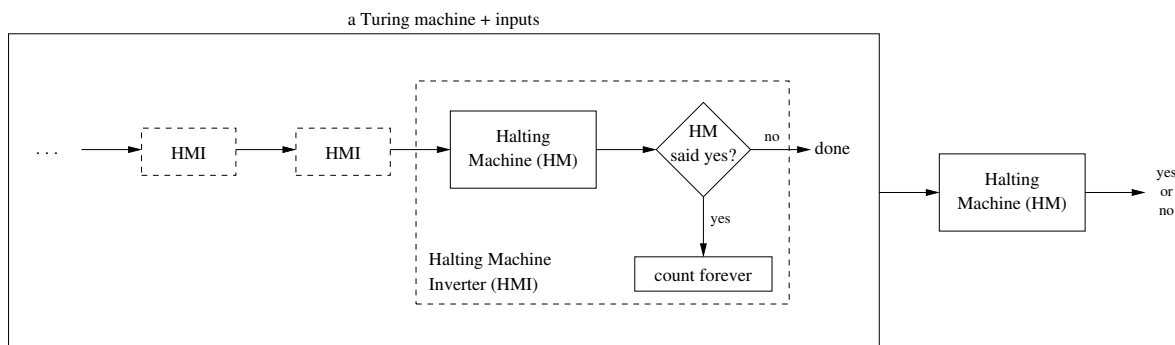 a Turing machine + inputs
. . .
HMI
HMI
Halting
Machine (HM)
HM
said yes?
no
done
yes
count forever
Halting Machine
Inverter (HMI)
Halting
Machine (HM)
yes
or
no